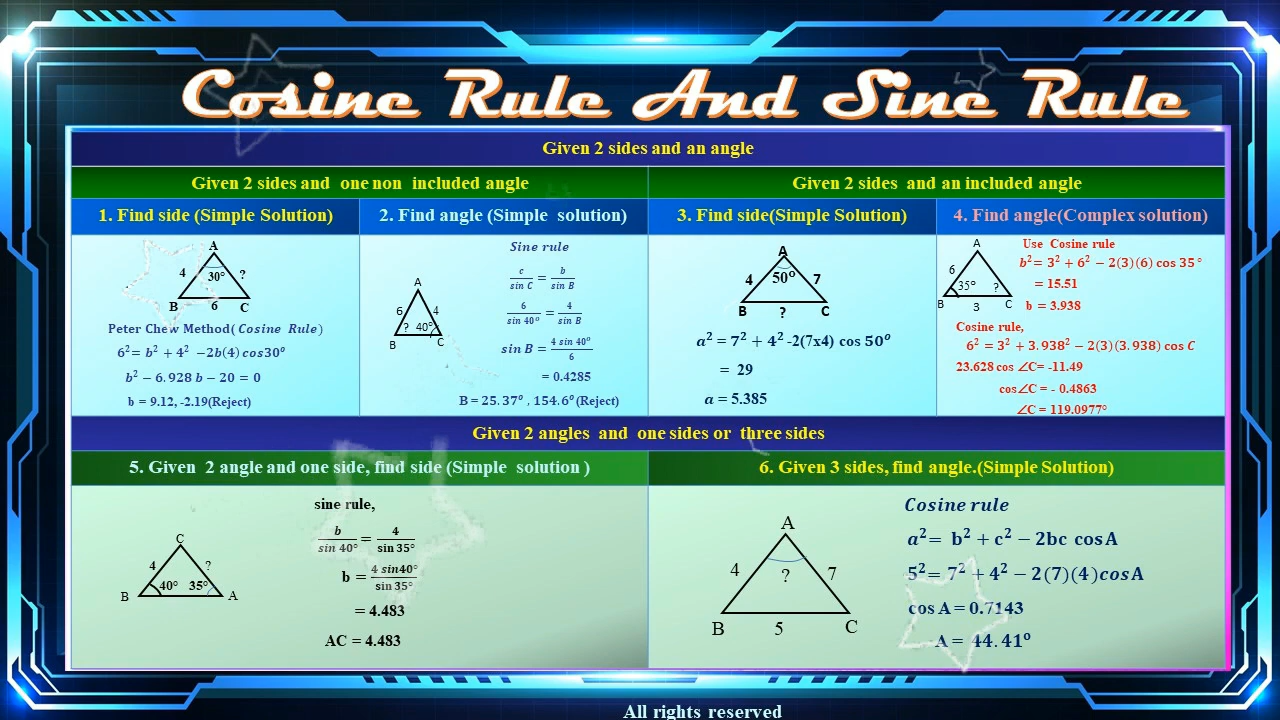 Cosine Rule And Sine Rule
Given 2 sides and an angle
Given 2 sides and one non included angle
Given 2 sides and an included angle
1. Find side (Simple Solution)
2. Find angle (Simple solution)
3. Find side(Simple Solution)
4. Find angle(Complex solution)
A
4 30° ?
B 6 C
Peter Chew Method( Cosine Rule)
6² = b² + 4² −2b(4) cos30°
b² − 6.928 b − 20 = 0
b = 9.12, -2.19(Reject)
A
6 4
? 40°
B C
Sine rule
c/sin C = b/sin B
6/sin 40° = 4/sin B
sin B = 4 sin 40°/6
= 0.4285
B = 25.37°, 154.6°(Reject)
A
4 50° 7
B ? C
a² = 7² + 4² -2(7x4) cos 50°
= 29
a = 5.385
A
6 35° ?
B 3 C
Use Cosine rule
b² = 3² + 6² − 2(3)(6) cos 35°
= 15.51
b = 3.938
Cosine rule,
6² = 3² + 3.938² − 2(3)(3.938) cos C
23.628 cos ∠C= -11.49
cos∠C = - 0.4863
∠C = 119.0977°
Given 2 angles and one sides or three sides
5. Given 2 angle and one side, find side (Simple solution )
6. Given 3 sides, find angle.(Simple Solution)
C
4 ?
B 40° 35° A
sine rule,
b/sin 40° = 4/sin 35°
b = 4 sin40°/sin 35°
= 4.483
AC = 4.483
A
4 ? 7
B 5 C
Cosine rule
a² = b² + c² − 2bc cosA
5² = 7² + 4² − 2(7)(4)cosA
cos A = 0.7143
A = 44.41°
All rights reserved